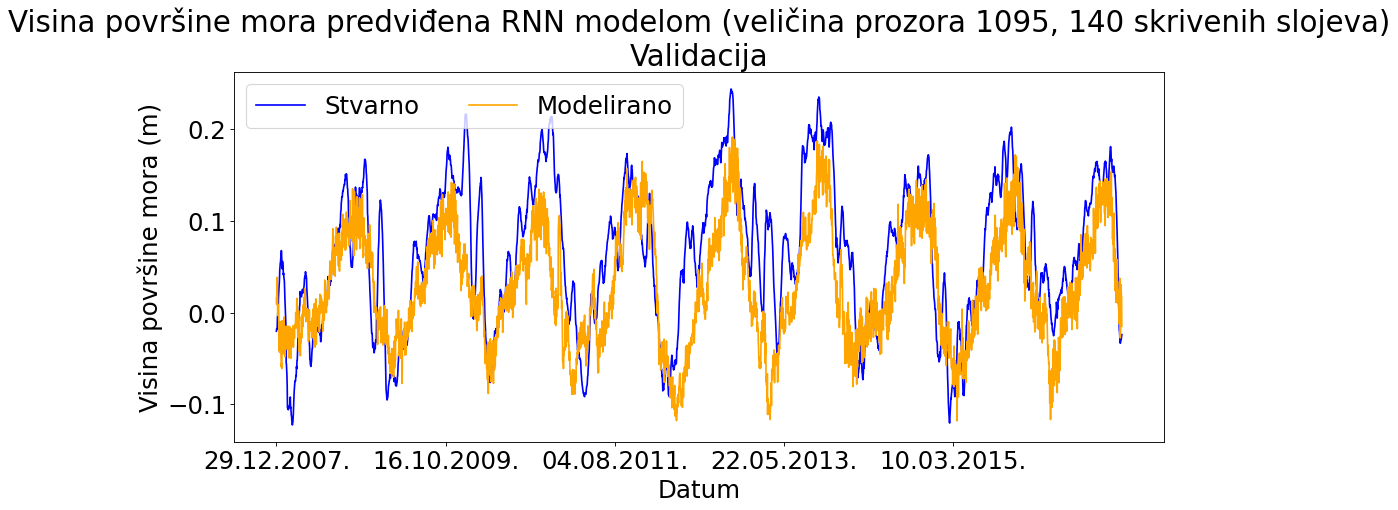 Visina površine mora predviđena RNN modelom (veličina prozora 1095, 140 skrivenih slojeva)
Validacija
Stvarno
Modelirano
Visina površine mora (m)
0.2
0.1
0.0
−0.1
29.12.2007.
16.10.2009.
04.08.2011.
22.05.2013.
10.03.2015.
Datum